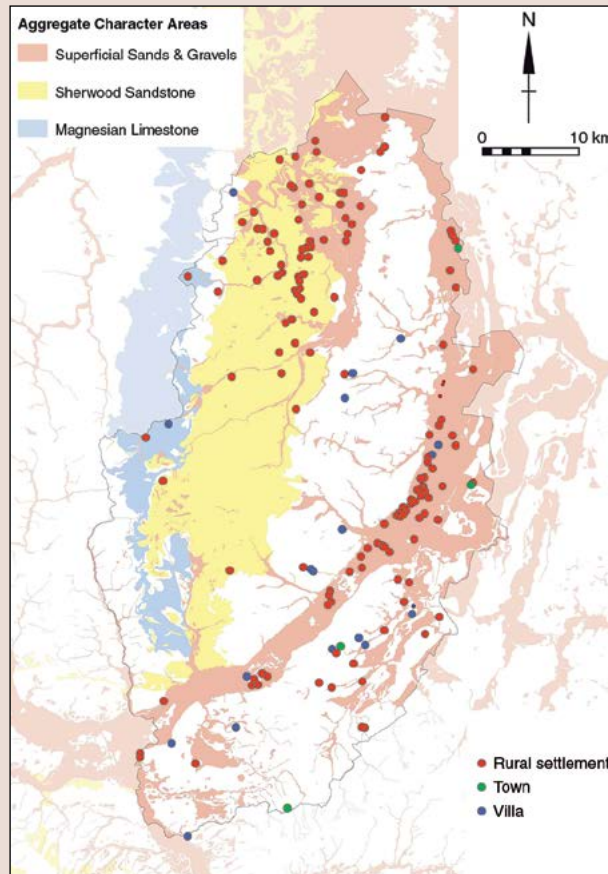 Aggregate Character Areas
Superficial Sands & Gravels
Sherwood Sandstone
Magnesian Limestone
N
0 10 km
Rural settlement
Town
Villa